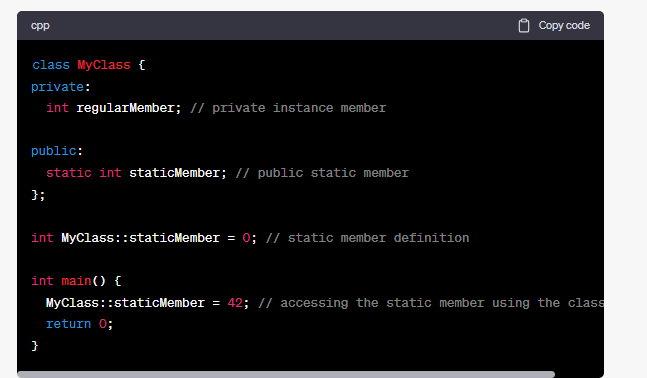 cpp Copy code
class MyClass {
private:
int regularMember; // private instance member
public:
static int staticMember; // public static member
};
int MyClass::staticMember = 0; // static member definition
int main() {
MyClass::staticMember = 42; // accessing the static member using the class
return 0;
}